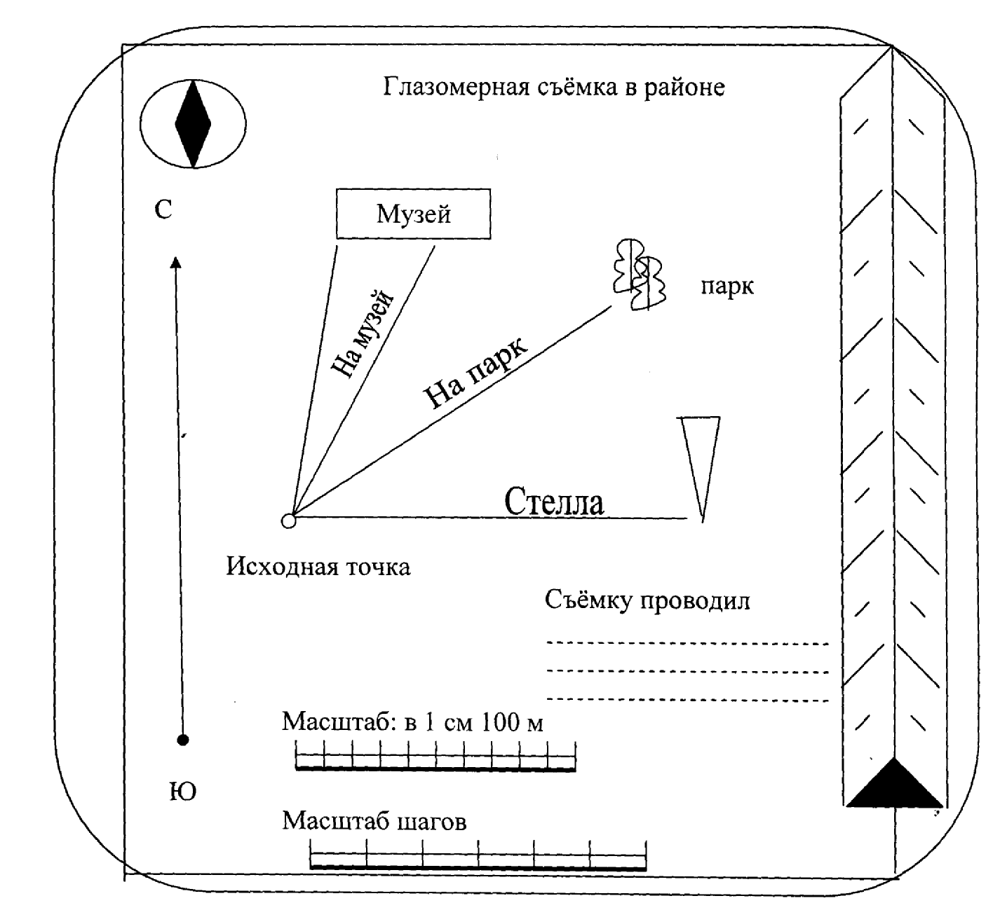 Глазомерная съёмка в районе
С
Музей
парк
На музей
На парк
Стелла
Исходная точка
Съёмку проводил
Масштаб: в 1 см 100 м
Ю
Масштаб шагов